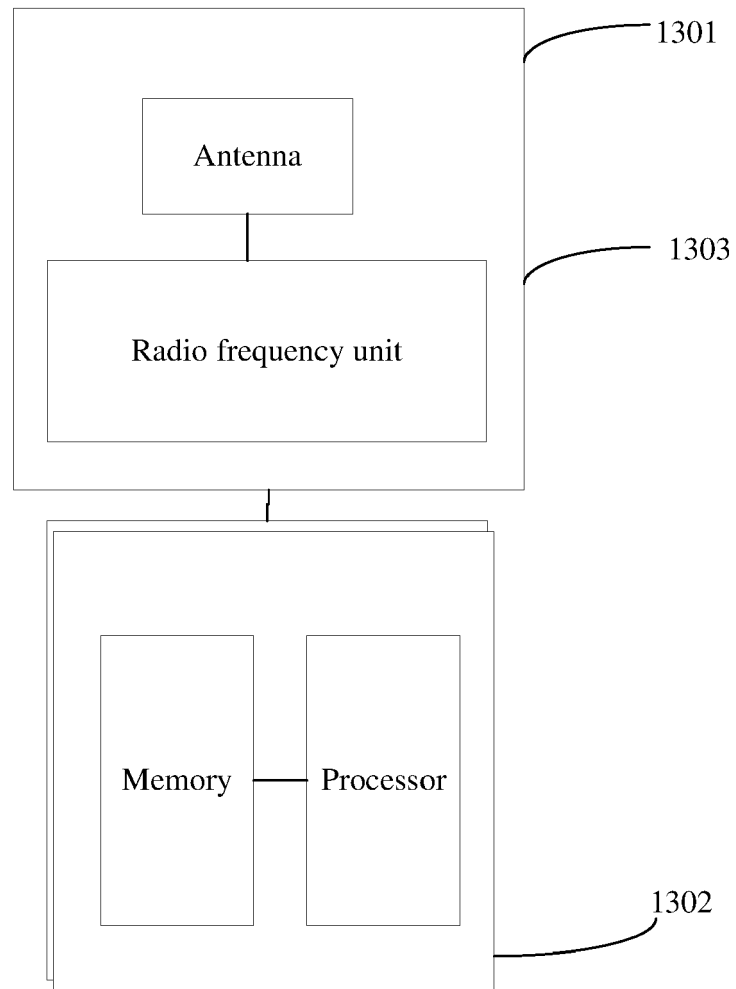 1301
Antenna
1303
Radio frequency unit
Memory
Processor
1302